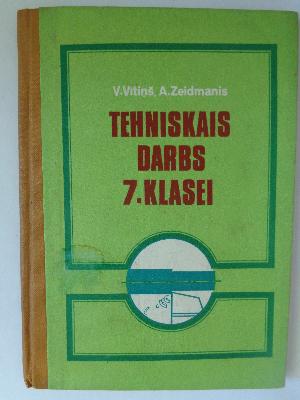 V.Vītiņš, A.Zeidmanis
TEHNISKAIS
DARBS
7.KLASEI